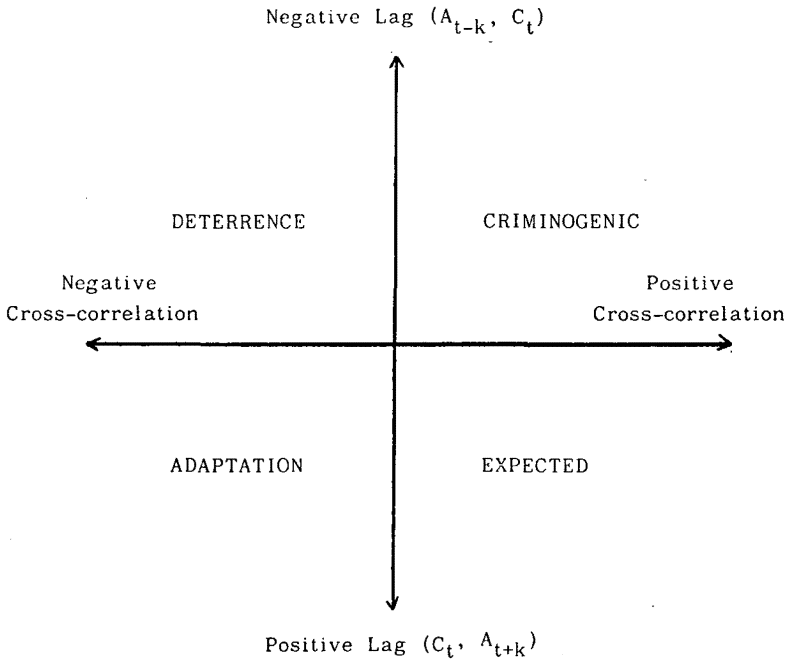 Negative Lag (A_{t-k}, C_t)
DETERRENCE
CRIMINOGENIC
Negative
Cross-correlation
Positive
Cross-correlation
ADAPTATION
EXPECTED
Positive Lag (C_t, A_{t+k})